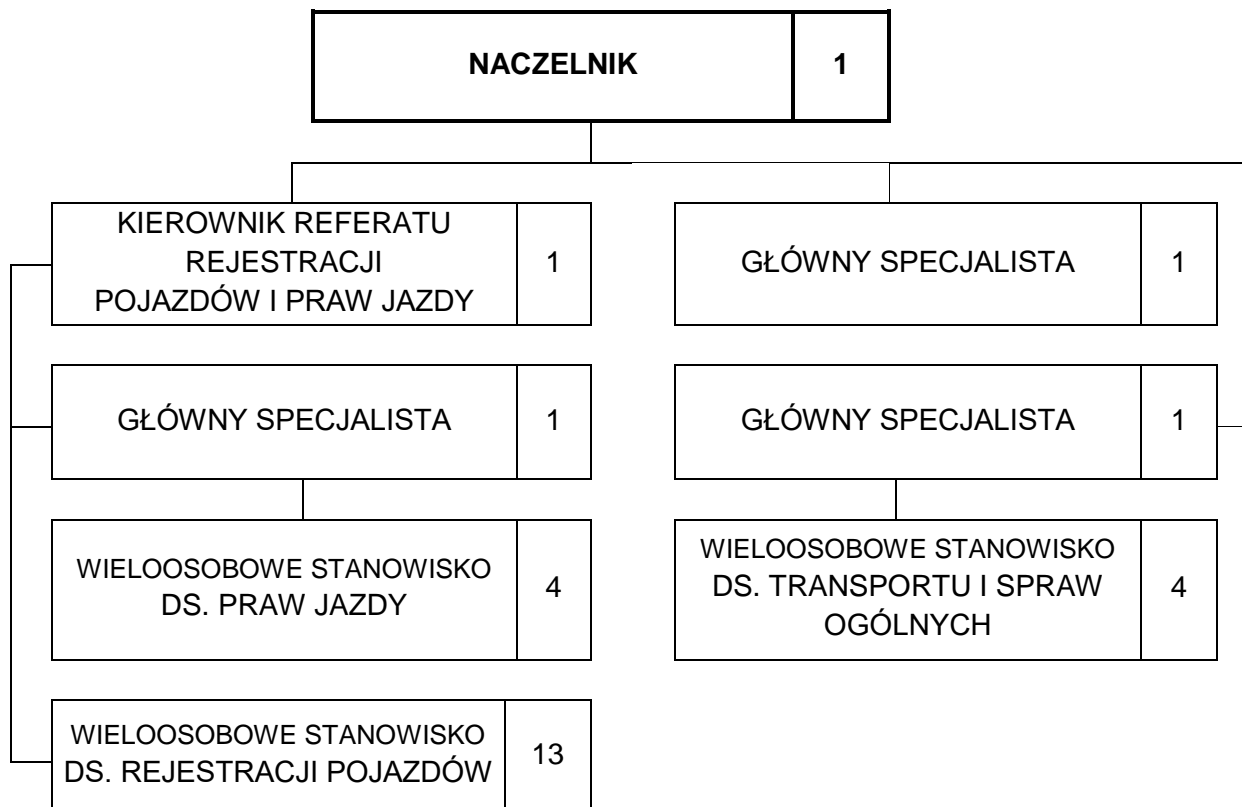 NACZELNIK
1
KIEROWNIK REFERATU
REJESTRACJI
POJAZDÓW I PRAW JAZDY
1
GŁÓWNY SPECJALISTA
1
GŁÓWNY SPECJALISTA
1
GŁÓWNY SPECJALISTA
1
WIELOOSOBOWE STANOWISKO
DS. PRAW JAZDY
4
WIELOOSOBOWE STANOWISKO
DS. TRANSPORTU I SPRAW
OGÓLNYCH
4
WIELOOSOBOWE STANOWISKO
DS. REJESTRACJI POJAZDÓW
13